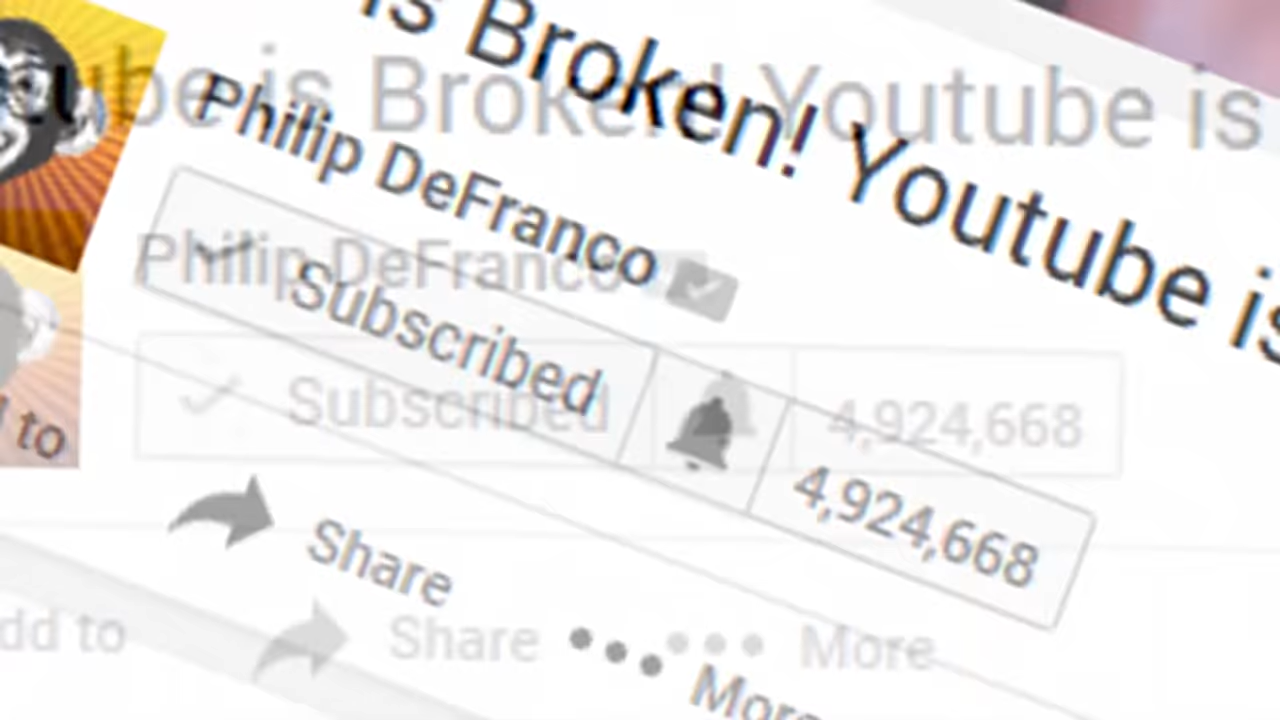 is Broken! Youtube is
ube is Broken! Youtube is
Philip DeFranco
Philip DeFranco
Subscribed
4,924,668
Subscribed
4,924,668
to
Share
dd to
Share
More
More